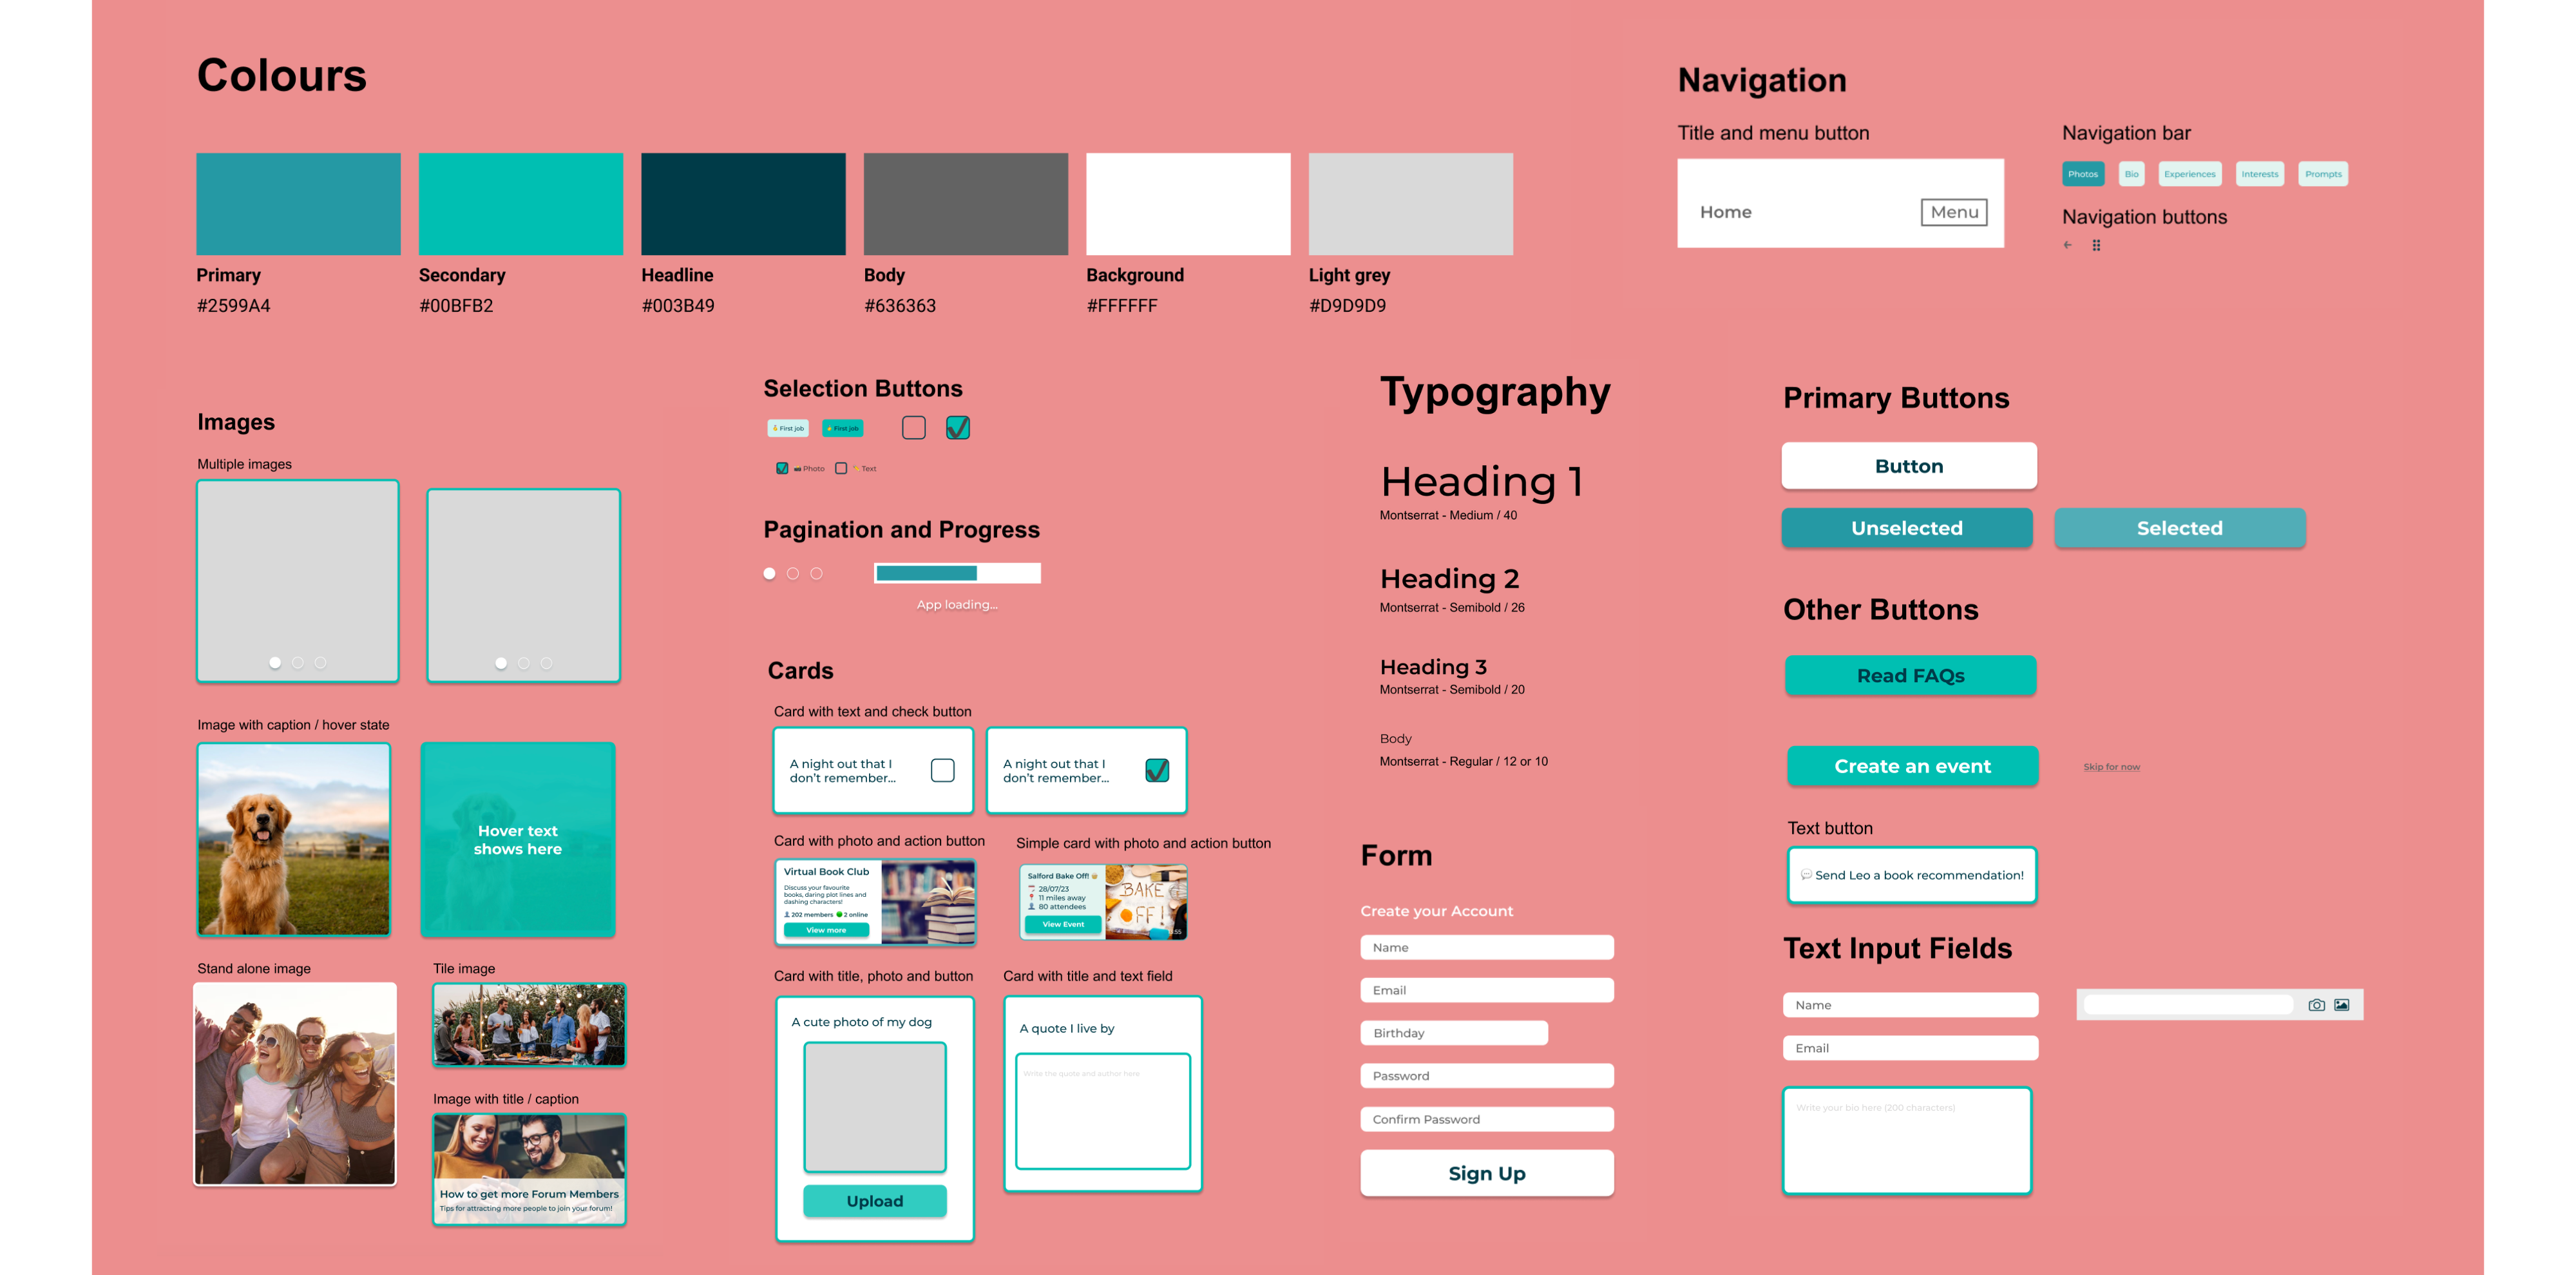 Colours
Primary
#2599A4
Secondary
#00BFB2
Headline
#003B49
Body
#636363
Background
#FFFFFF
Light grey
#D9D9D9
Navigation
Title and menu button
Home
Menu
Navigation bar
Photos
Bio
Experiences
Interests
Prompts
Navigation buttons
Images
Multiple images
Image with caption / hover state
Hover text
shows here
Stand alone image
Tile image
Image with title / caption
How to get more Forum Members
Tips for attracting more people to join your forum!
Selection Buttons
First job
First job
Photo
Text
Pagination and Progress
App loading...
Cards
Card with text and check button
A night out that I
don't remember...
A night out that I
don't remember...
Card with photo and action button
Virtual Book Club
Discuss your favourite
books, daring plot lines and
dashing characters!
202 members
2 online
View more
Simple card with photo and action button
Salford Bake Off!
28/07/23
11 miles away
80 attendees
View Event
BAKE
OFF!
Card with title, photo and button
A cute photo of my dog
Upload
Card with title and text field
A quote I live by
Write the quote and author here
Typography
Heading 1
Montserrat - Medium / 40
Heading 2
Montserrat - Semibold / 26
Heading 3
Montserrat - Semibold / 20
Body
Montserrat - Regular / 12 or 10
Form
Create your Account
Name
Email
Birthday
Password
Confirm Password
Sign Up
Primary Buttons
Button
Unselected
Selected
Other Buttons
Read FAQs
Create an event
Skip for now
Text button
Send Leo a book recommendation!
Text Input Fields
Name
Email
Write your bio here (200 characters)